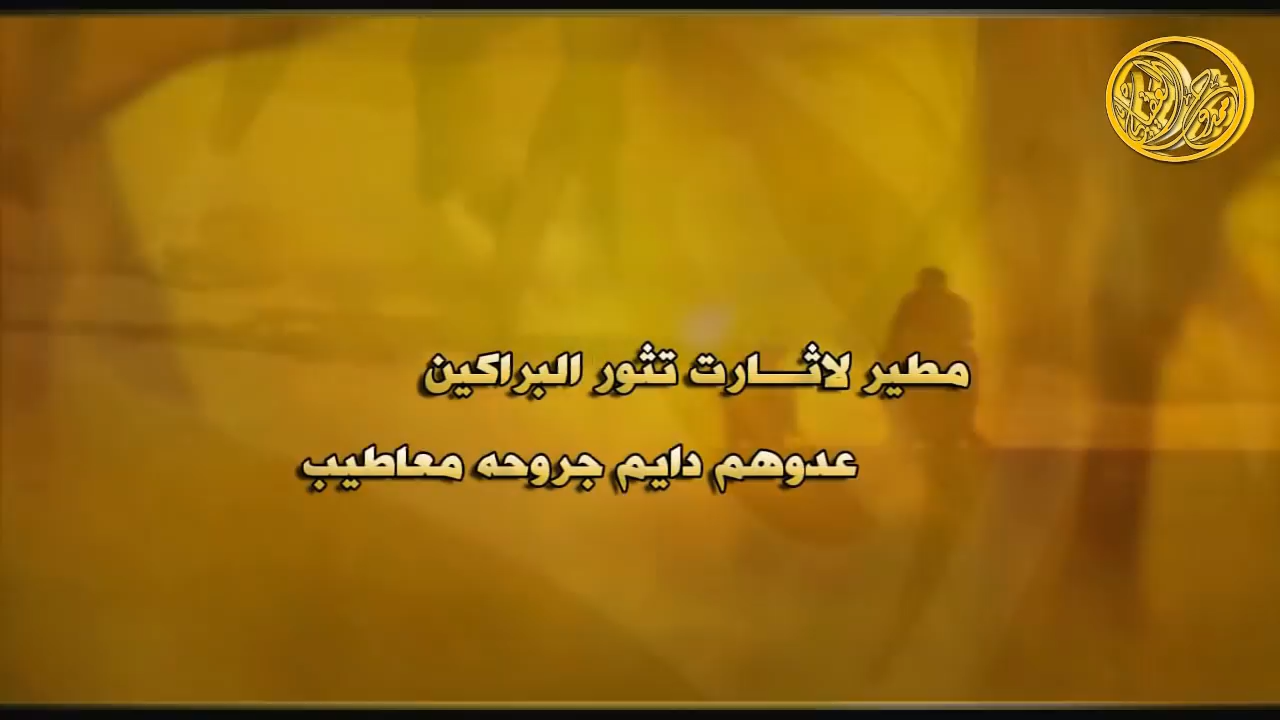 مطير لاثـــارت تثور البراكين
عدوهم دايم جروحه معاطيب